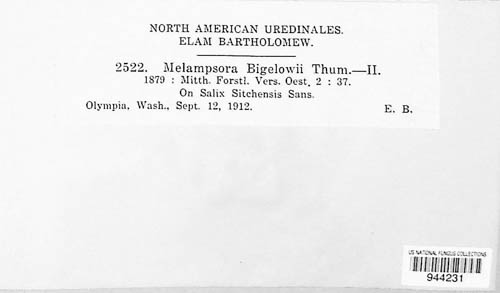 NORTH AMERICAN UREDINALES.
ELAM BARTHOLOMEW.
2522. Melampsora Bigelowii Thum.—II.
1879 : Mitth. Forstl. Vers. Oest. 2 : 37.
On Salix Sitchensis Sans.
Olympia, Wash., Sept. 12, 1912. E. B.
US NATIONAL FUNGUS COLLECTIONS
944231